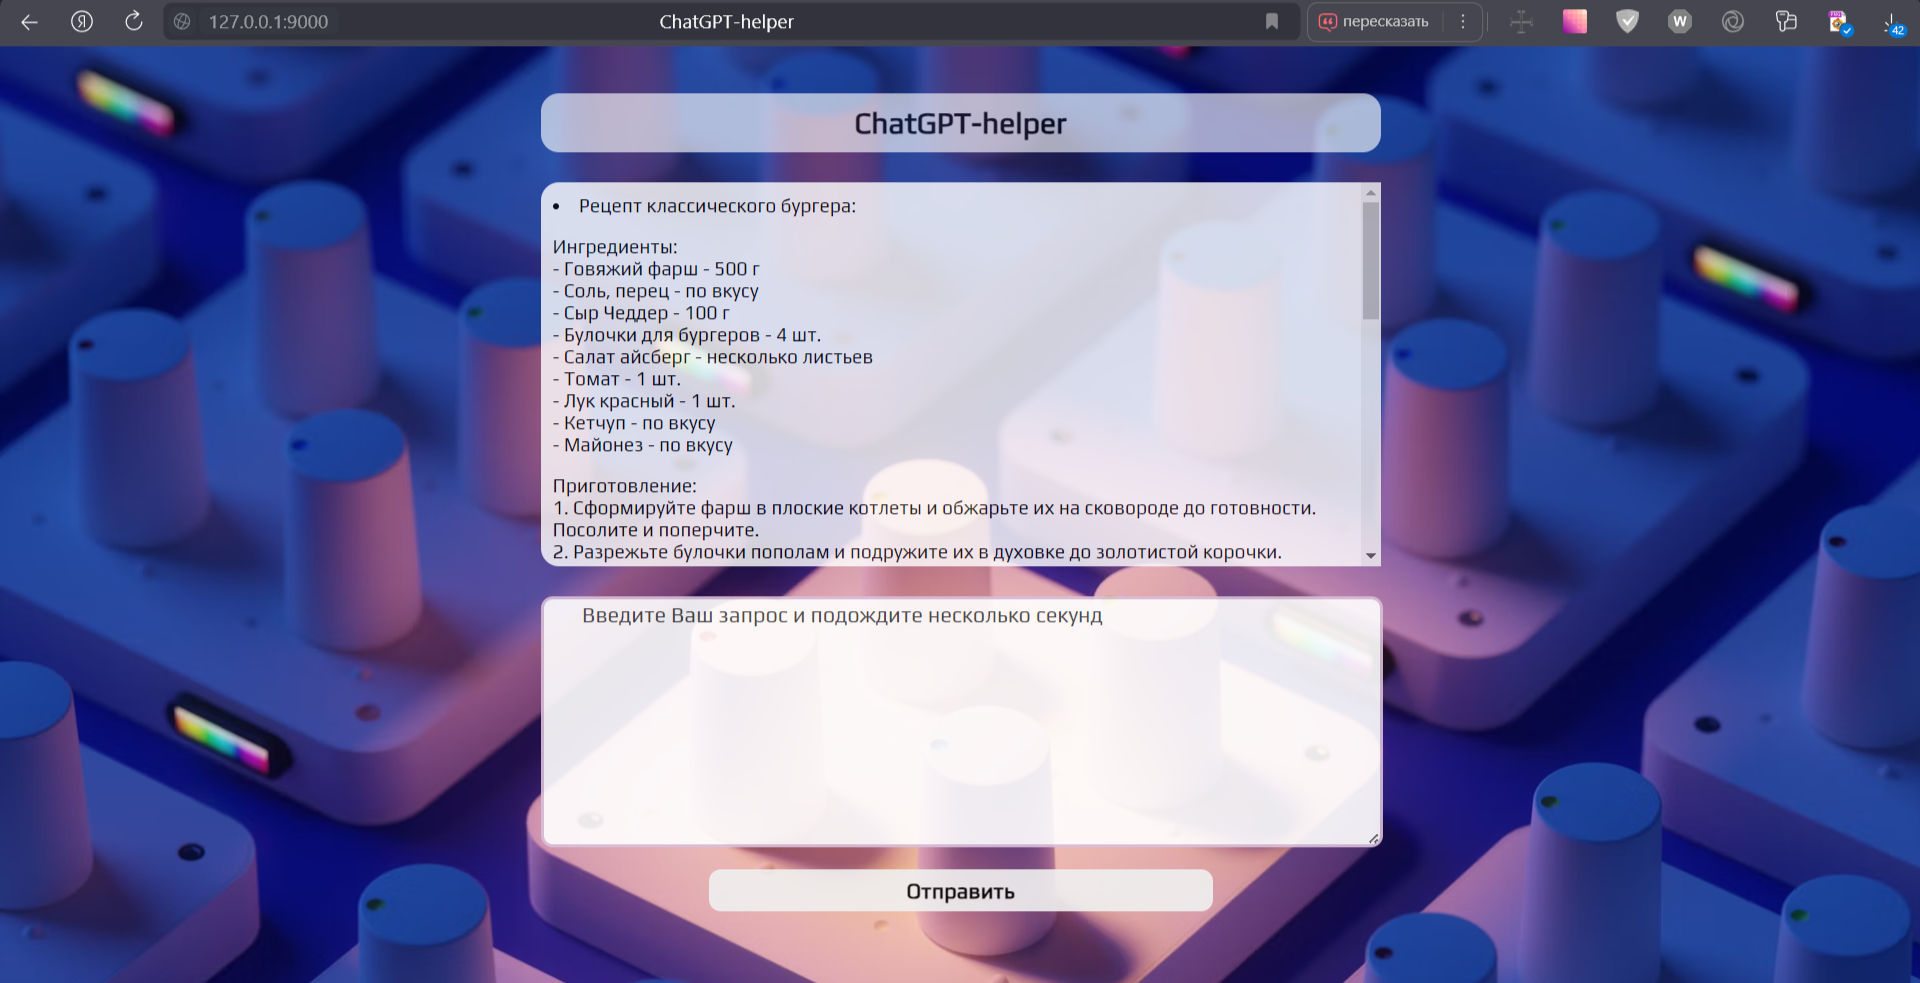 127.0.0.1:9000
ChatGPT-helper
пересказать
W
42
ChatGPT-helper
• Рецепт классического бургера:
Ингредиенты:
- Говяжий фарш - 500 г
- Соль, перец - по вкусу
- Сыр Чеддер - 100 г
- Булочки для бургеров - 4 шт.
- Салат айсберг - несколько листьев
- Томат - 1 шт.
- Лук красный - 1 шт.
- Кетчуп - по вкусу
- Майонез - по вкусу
Приготовление:
1. Сформируйте фарш в плоские котлеты и обжарьте их на сковороде до готовности.
Посолите и поперчите.
2. Разрежьте булочки пополам и подружите их в духовке до золотистой корочки.
Введите Ваш запрос и подождите несколько секунд
Отправить